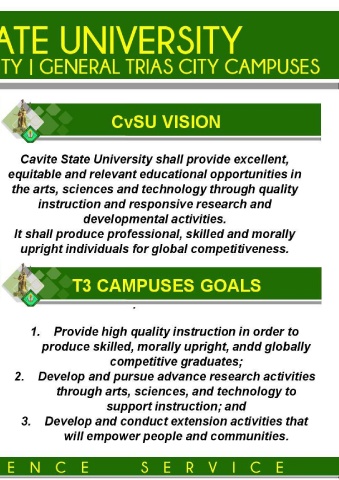 ATE UNIVERSITY
TY | GENERAL TRIAS CITY CAMPUSES
CvSU VISION
Cavite State University shall provide excellent,
equitable and relevant educational opportunities in
the arts, sciences and technology through quality
instruction and responsive research and
developmental activities.
It shall produce professional, skilled and morally
upright individuals for global competitiveness.
T3 CAMPUSES GOALS
1. Provide high quality instruction in order to
produce skilled, morally upright, andd globally
competitive graduates;
2. Develop and pursue advance research activities
through arts, sciences, and technology to
support instruction; and
3. Develop and conduct extension activities that
will empower people and communities.
ENCE SERVICE